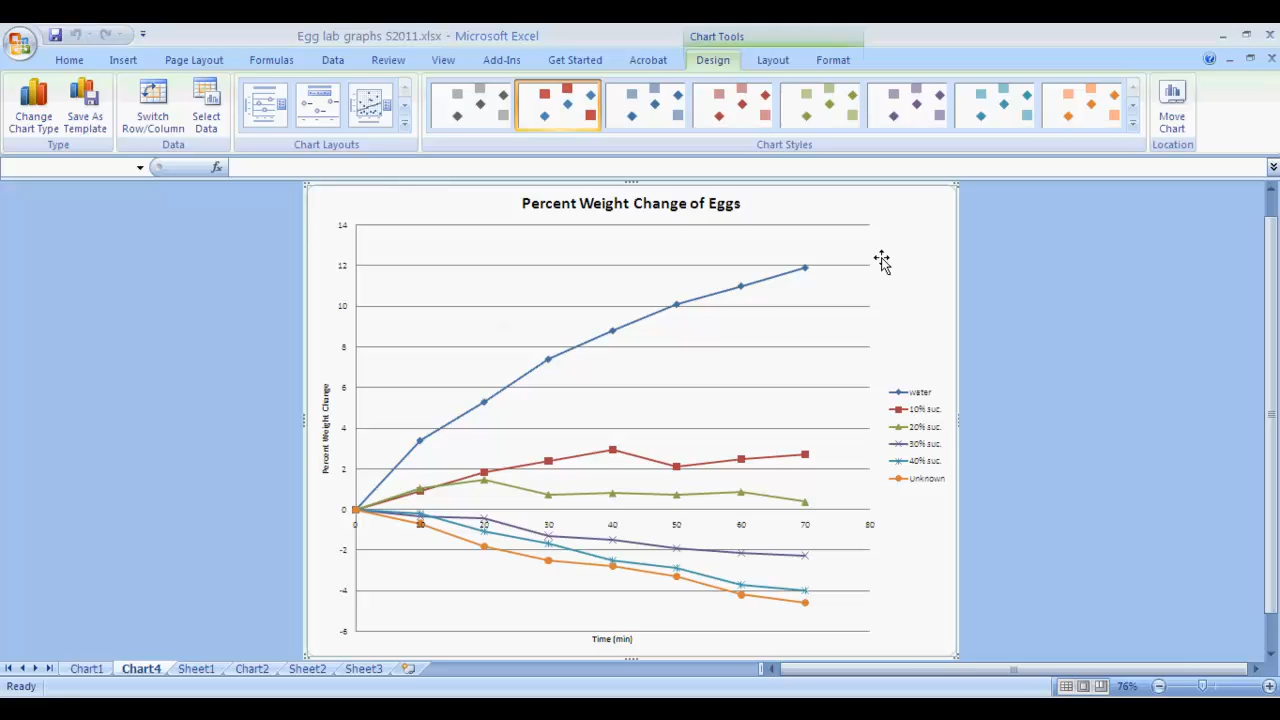 Egg lab graphs S2011.xlsx - Microsoft Excel
Chart Tools
Home Insert Page Layout Formulas Data Review View Add-Ins Get Started Acrobat Design Layout Format
Change Chart Type
Save As Template
Switch Row/Column
Select Data
Move Chart
Type Data Chart Layouts Chart Styles Location
fx
Percent Weight Change of Eggs
14
12
10
8
6
4
2
0
-2
-4
-6
Percent Weight Change
0 10 20 30 40 50 60 70 80
Time (min)
water
10% suc.
20% suc.
30% suc.
40% suc.
Unknown
Chart1 Chart4 Sheet1 Chart2 Sheet2 Sheet3
Ready
76%